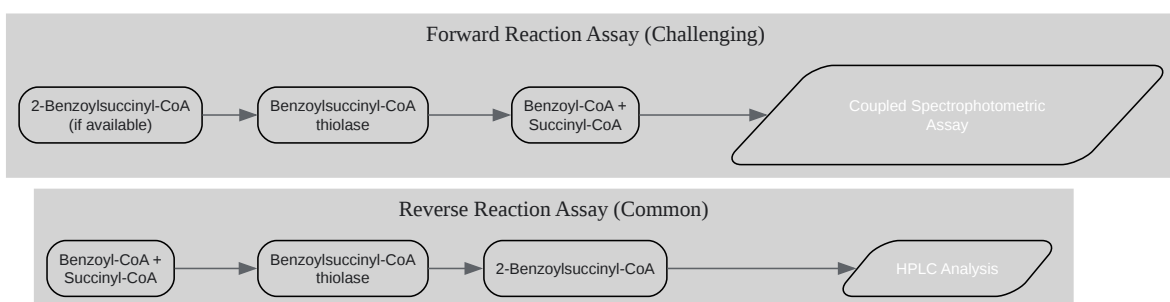 Forward Reaction Assay (Challenging)
2-Benzoylsuccinyl-CoA
(if available)
Benzoylsuccinyl-CoA
thiolase
Benzoyl-CoA +
Succinyl-CoA
Coupled Spectrophotometric
Assay
Reverse Reaction Assay (Common)
Benzoyl-CoA +
Succinyl-CoA
Benzoylsuccinyl-CoA
thiolase
2-Benzoylsuccinyl-CoA
HPLC Analysis